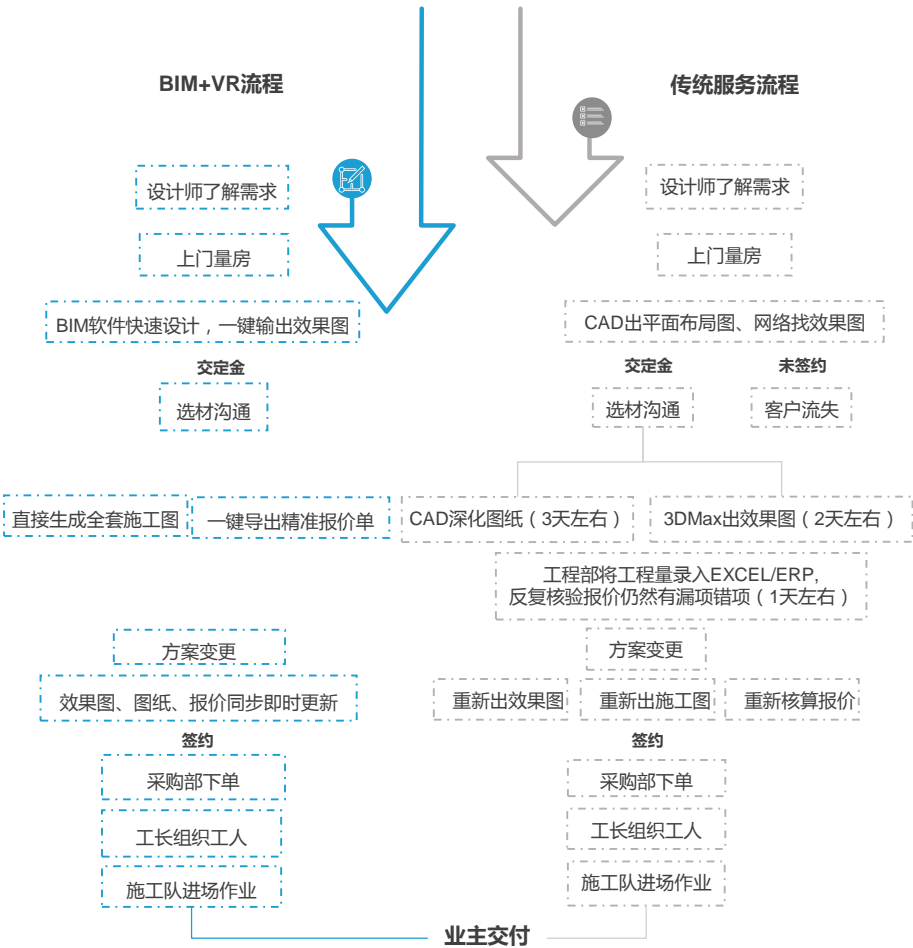 BIM+VR流程
设计师了解需求
上门量房
BIM软件快速设计，一键输出效果图
交定金
选材沟通
直接生成全套施工图
一键导出精准报价单
方案变更
效果图、图纸、报价同步即时更新
签约
采购部下单
工长组织工人
施工队进场作业
传统服务流程
设计师了解需求
上门量房
CAD出平面布局图、网络找效果图
交定金
未签约
选材沟通
客户流失
CAD深化图纸（3天左右）
3DMax出效果图（2天左右）
工程部将工程量录入EXCEL/ERP,
反复核验报价仍然有漏项错项（1天左右）
方案变更
重新出效果图
重新出施工图
重新核算报价
签约
采购部下单
工长组织工人
施工队进场作业
业主交付